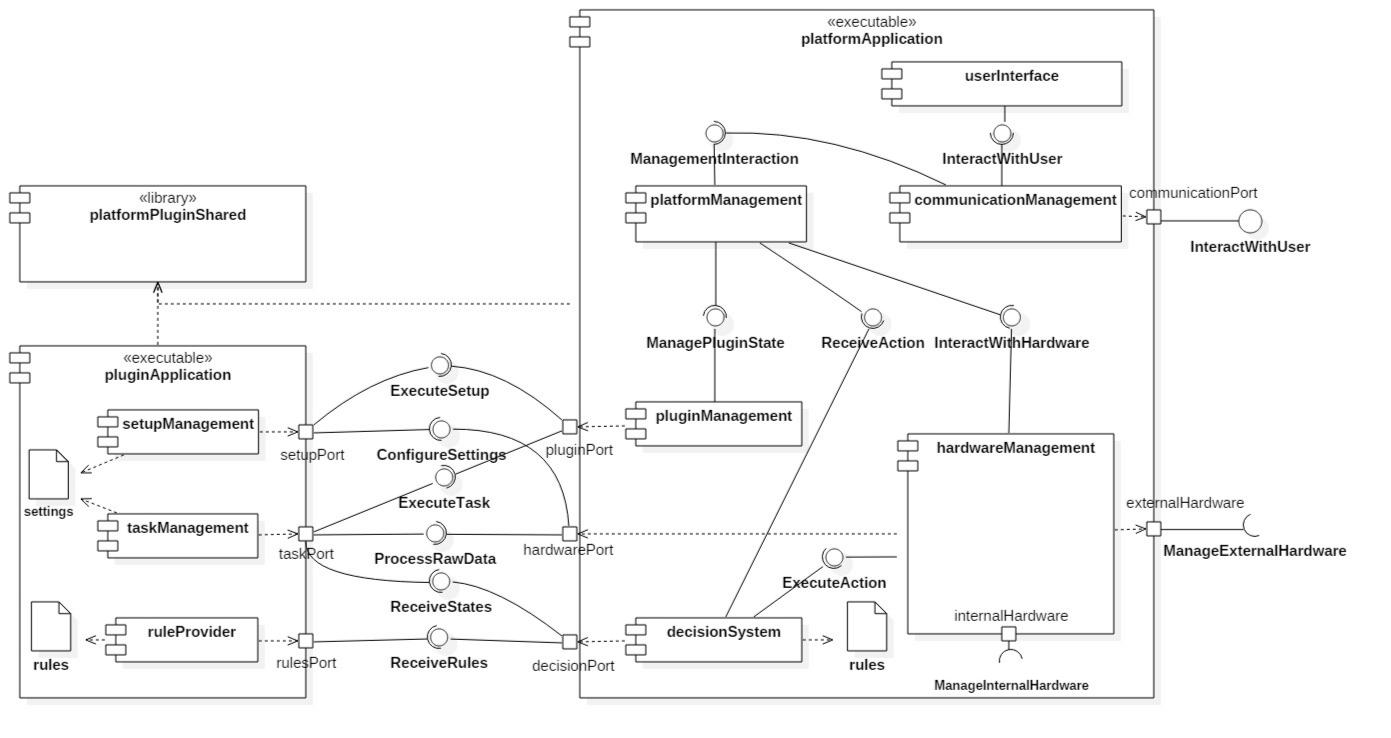 «executable»
platformApplication
userInterface
ManagementInteraction
InteractWithUser
«library»
platformPluginShared
platformManagement
communicationManagement
communicationPort
InteractWithUser
ManagePluginState
ReceiveAction
InteractWithHardware
«executable»
pluginApplication
ExecuteSetup
setupManagement
setupPort
ConfigureSettings
pluginPort
pluginManagement
hardwareManagement
settings
ExecuteTask
externalHardware
taskManagement
taskPort
ProcessRawData
hardwarePort
ManageExternalHardware
ExecuteAction
ReceiveStates
internalHardware
ruleProvider
decisionSystem
rules
rulesPort
ReceiveRules
decisionPort
rules
ManageInternalHardware